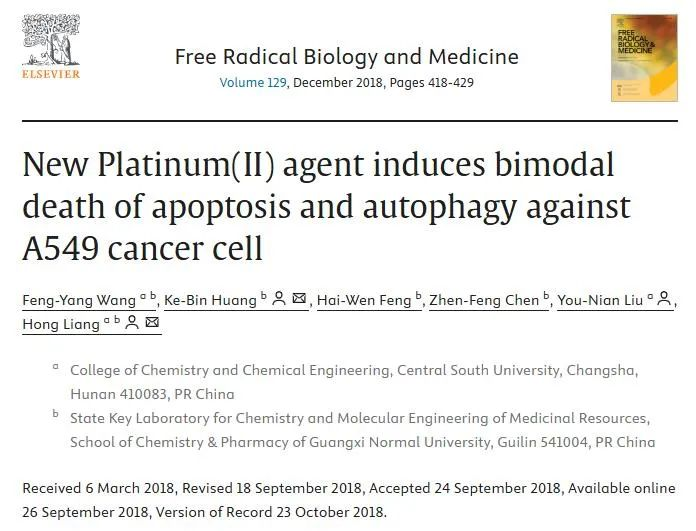 ELSEVIER
Free Radical Biology and Medicine
Volume 129, December 2018, Pages 418-429
FREE
RADICAL
BIOLOGY &
MEDICINE
New Platinum(II) agent induces bimodal
death of apoptosis and autophagy against
A549 cancer cell
Feng-Yang Wang a b, Ke-Bin Huang b, Hai-Wen Feng b, Zhen-Feng Chen b, You-Nian Liu a,
Hong Liang a b
a College of Chemistry and Chemical Engineering, Central South University, Changsha,
Hunan 410083, PR China
b State Key Laboratory for Chemistry and Molecular Engineering of Medicinal Resources,
School of Chemistry & Pharmacy of Guangxi Normal University, Guilin 541004, PR China
Received 6 March 2018, Revised 18 September 2018, Accepted 24 September 2018, Available online
26 September 2018, Version of Record 23 October 2018.